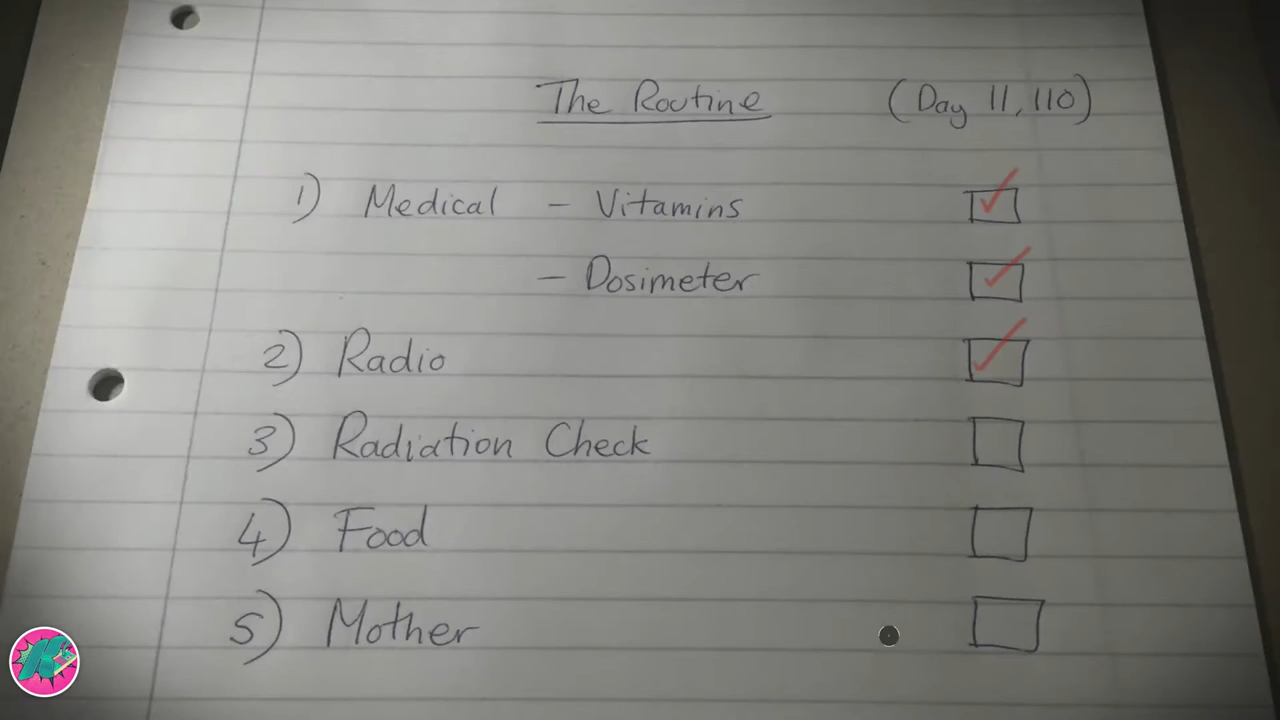 The Routine (Day 11,110)
1) Medical - Vitamins
- Dosimeter
2) Radio
3) Radiation Check
4) Food
5) Mother